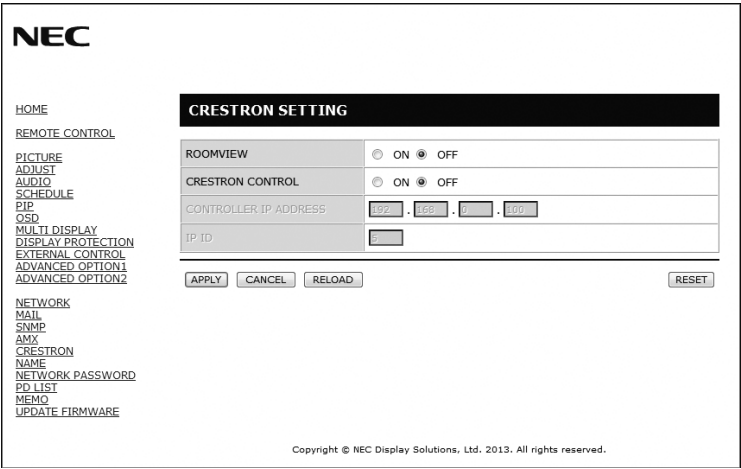 NEC
HOME
REMOTE CONTROL
PICTURE
ADJUST
AUDIO
SCHEDULE
PIP
OSD
MULTI DISPLAY
DISPLAY PROTECTION
EXTERNAL CONTROL
ADVANCED OPTION1
ADVANCED OPTION2
NETWORK
MAIL
SNMP
AMX
CRESTRON
NAME
NETWORK PASSWORD
PD LIST
MEMO
UPDATE FIRMWARE
CRESTRON SETTING
ROOMVIEW ON OFF
CRESTRON CONTROL ON OFF
CONTROLLER IP ADDRESS 192 . 168 . 0 . 100
IP ID 5
APPLY CANCEL RELOAD RESET
Copyright © NEC Display Solutions, Ltd. 2013. All rights reserved.